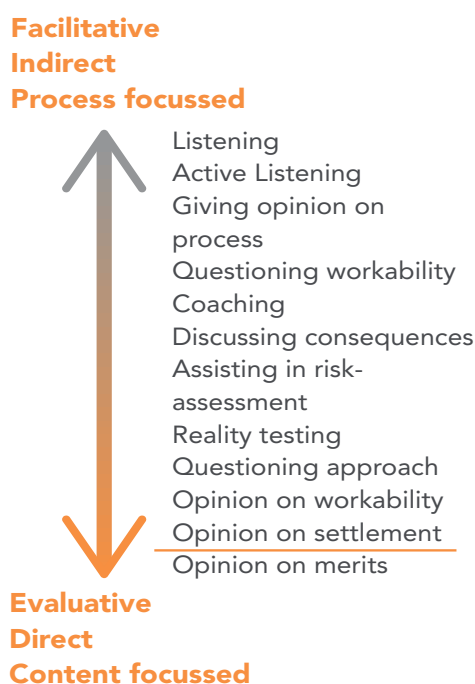 Facilitative
Indirect
Process focussed
Listening
Active Listening
Giving opinion on
process
Questioning workability
Coaching
Discussing consequences
Assisting in risk-
assessment
Reality testing
Questioning approach
Opinion on workability
Opinion on settlement
Opinion on merits
Evaluative
Direct
Content focussed